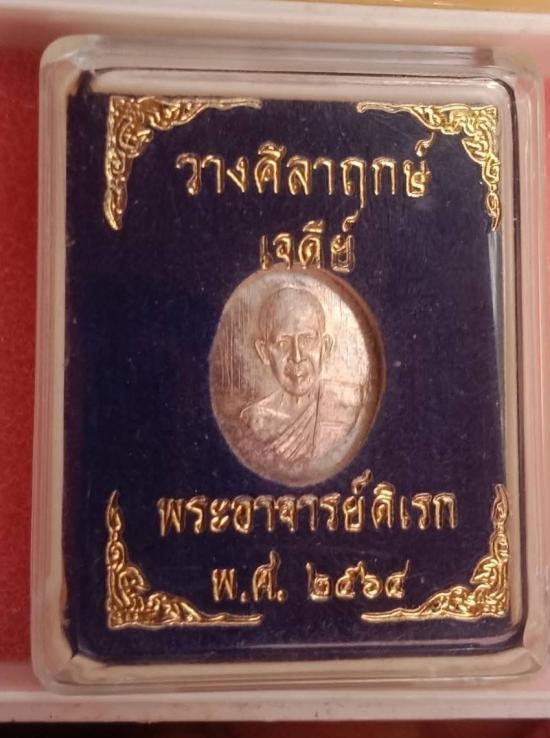 วางศิลาฤกษ์
เจดีย์
พระอาจารย์ดิเรก
พ.ศ. ๒๕๖๔